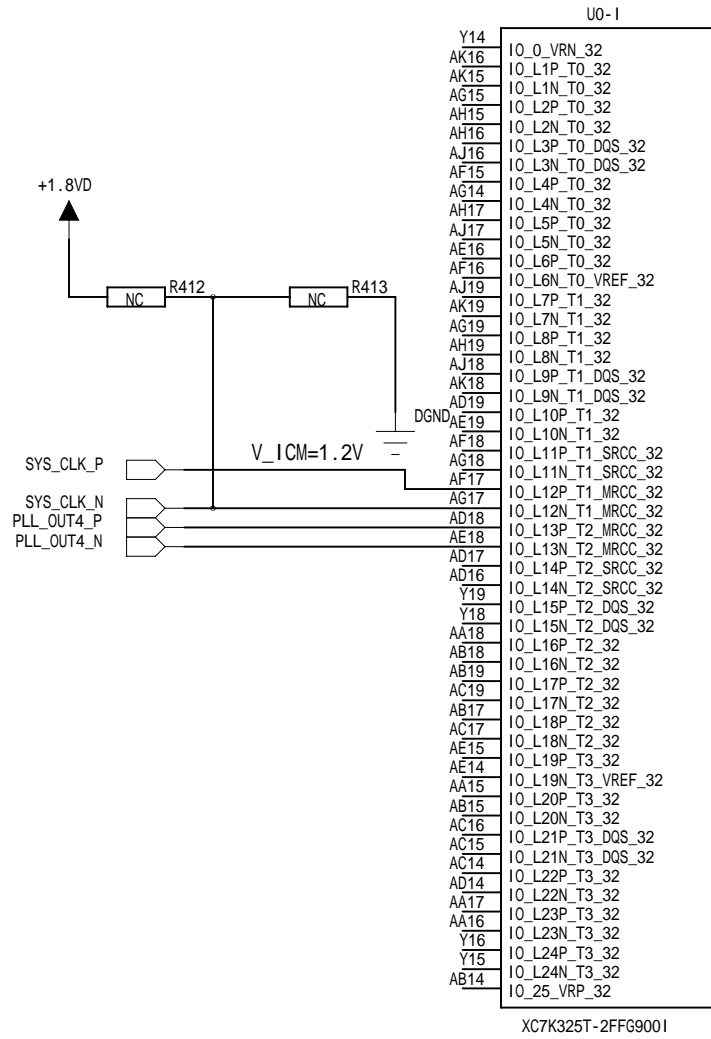 U0-I
Y14 IO_0_VRN_32
AK16 IO_L1P_T0_32
AK15 IO_L1N_T0_32
AG15 IO_L2P_T0_32
AH15 IO_L2N_T0_32
AH16 IO_L3P_T0_DQS_32
AJ16 IO_L3N_T0_DQS_32
AF15 IO_L4P_T0_32
+1.8VD
AG14 IO_L4N_T0_32
AH17 IO_L5P_T0_32
AJ17 IO_L5N_T0_32
AE16 IO_L6P_T0_32
AF16 IO_L6N_T0_VREF_32
R412
R413
NC
NC
AJ19 IO_L7P_T1_32
AK19 IO_L7N_T1_32
AG19 IO_L8P_T1_32
AH19 IO_L8N_T1_32
AJ18 IO_L9P_T1_DQS_32
AK18 IO_L9N_T1_DQS_32
AD19 IO_L10P_T1_32
DGND
AE19 IO_L10N_T1_32
AF18 IO_L11P_T1_SRCC_32
V_ICM=1.2V
AG18 IO_L11N_T1_SRCC_32
SYS_CLK_P
AF17 IO_L12P_T1_MRCC_32
SYS_CLK_N
AG17 IO_L12N_T1_MRCC_32
PLL_OUT4_P
AD18 IO_L13P_T2_MRCC_32
PLL_OUT4_N
AE18 IO_L13N_T2_MRCC_32
AD17 IO_L14P_T2_SRCC_32
AD16 IO_L14N_T2_SRCC_32
Y19 IO_L15P_T2_DQS_32
Y18 IO_L15N_T2_DQS_32
AA18 IO_L16P_T2_32
AB18 IO_L16N_T2_32
AB19 IO_L17P_T2_32
AC19 IO_L17N_T2_32
AB17 IO_L18P_T2_32
AC17 IO_L18N_T2_32
AE15 IO_L19P_T3_32
AE14 IO_L19N_T3_VREF_32
AA15 IO_L20P_T3_32
AB15 IO_L20N_T3_32
AC16 IO_L21P_T3_DQS_32
AC15 IO_L21N_T3_DQS_32
AC14 IO_L22P_T3_32
AD14 IO_L22N_T3_32
AA17 IO_L23P_T3_32
AA16 IO_L23N_T3_32
Y16 IO_L24P_T3_32
Y15 IO_L24N_T3_32
AB14 IO_25_VRP_32
XC7K325T-2FFG900I